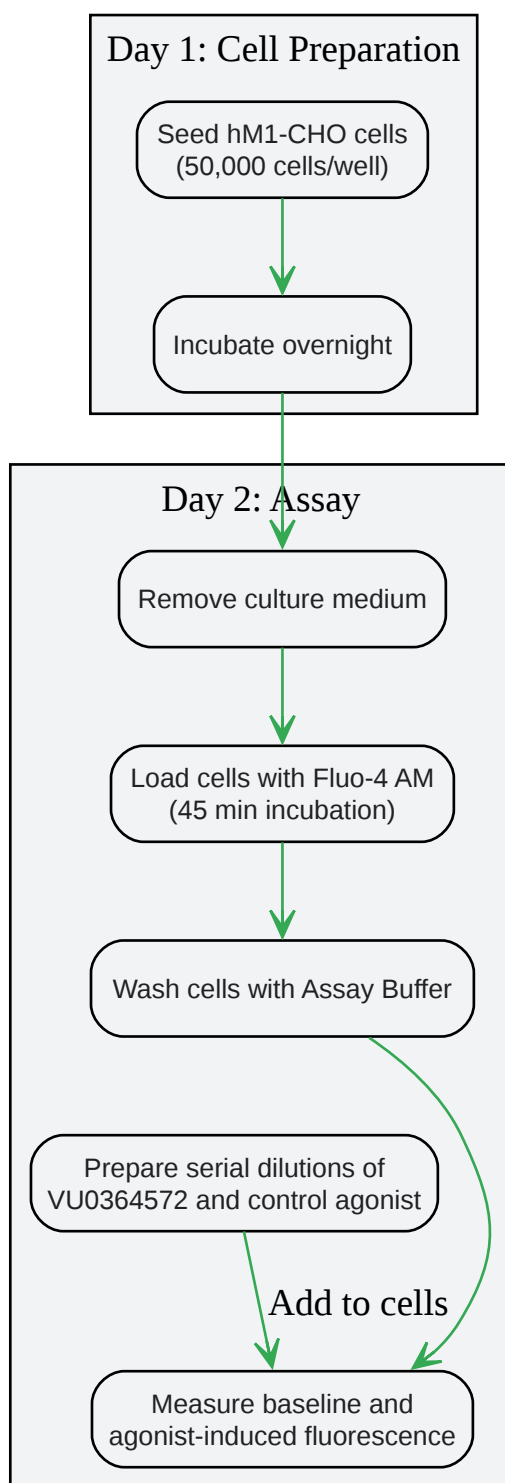 Day 1: Cell Preparation
Seed hM1-CHO cells
(50,000 cells/well)
Incubate overnight
Day 2: Assay
Remove culture medium
Load cells with Fluo-4 AM
(45 min incubation)
Wash cells with Assay Buffer
Prepare serial dilutions of
VU0364572 and control agonist
Add to cells
Measure baseline and
agonist-induced fluorescence